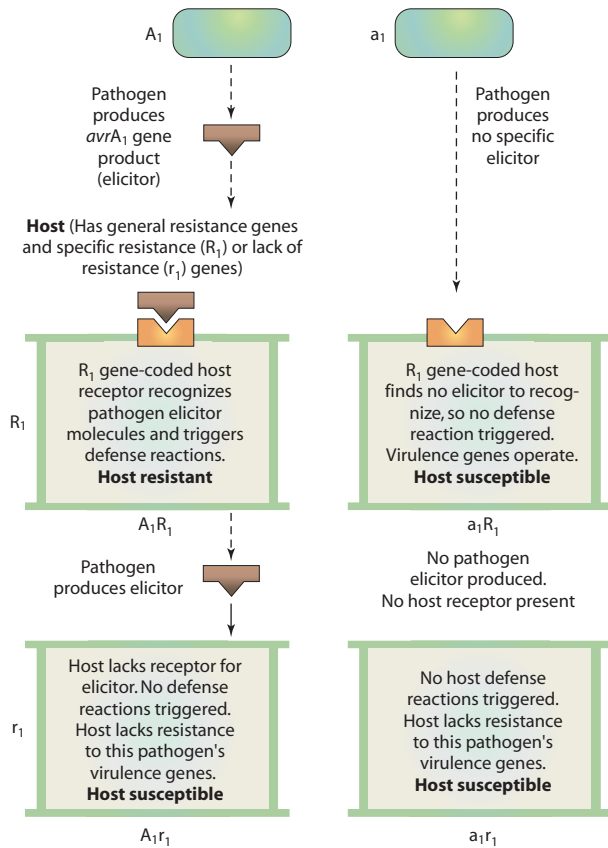 A1
a1
Pathogen
produces
avrA1 gene
product
(elicitor)
Pathogen
produces
no specific
elicitor
Host (Has general resistance genes
and specific resistance (R1) or lack of
resistance (r1) genes)
R1
R1 gene-coded host
receptor recognizes
pathogen elicitor
molecules and triggers
defense reactions.
Host resistant
R1 gene-coded host
finds no elicitor to recog-
nize, so no defense
reaction triggered.
Virulence genes operate.
Host susceptible
A1R1
a1R1
Pathogen
produces elicitor
No pathogen
elicitor produced.
No host receptor present
r1
Host lacks receptor for
elicitor. No defense
reactions triggered.
Host lacks resistance
to this pathogen's
virulence genes.
Host susceptible
No host defense
reactions triggered.
Host lacks resistance
to this pathogen's
virulence genes.
Host susceptible
A1r1
a1r1